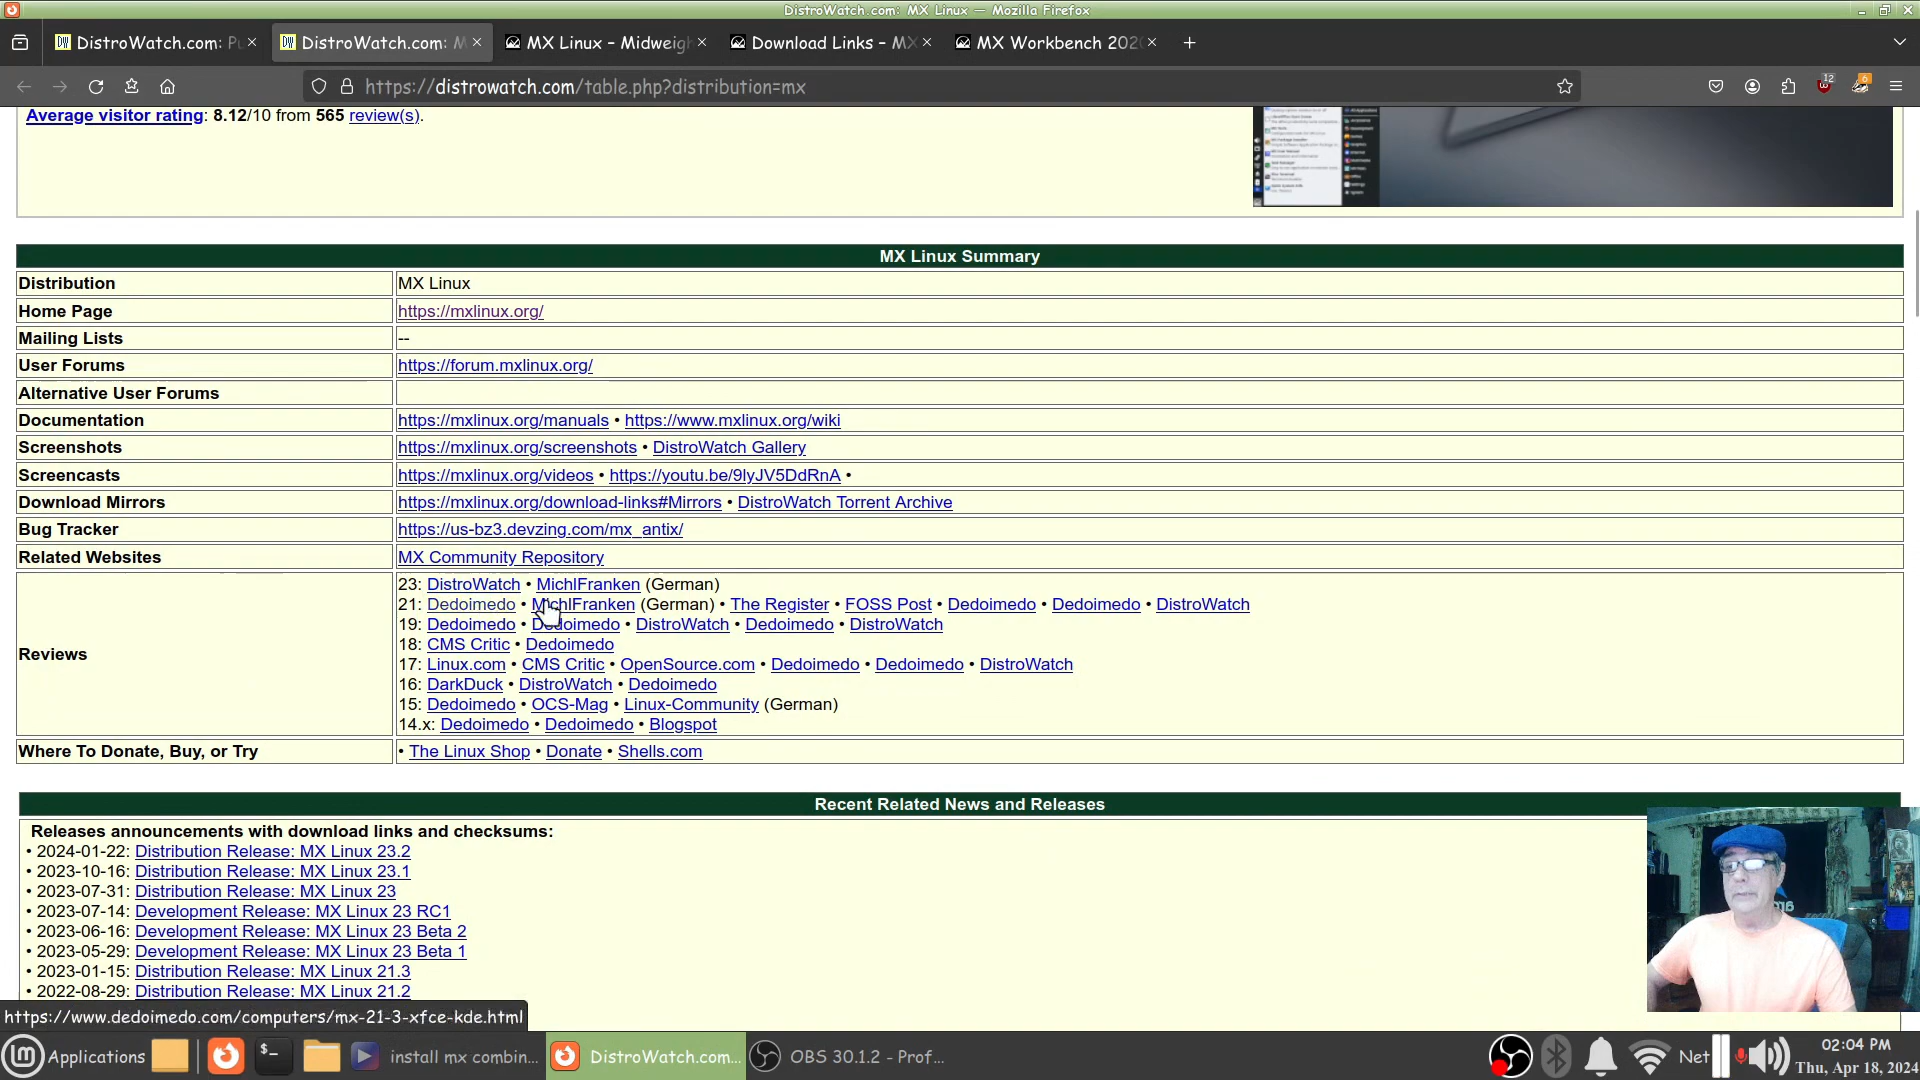 DistroWatch.com: MX Linux — Mozilla Firefox
DistroWatch.com: Pu
DistroWatch.com: M
MX Linux – Midweigh
Download Links – MX
MX Workbench 202
https://distrowatch.com/table.php?distribution=mx
12
6
Average visitor rating: 8.12/10 from 565 review(s).
MX Linux Summary
Distribution MX Linux
Home Page https://mxlinux.org/
Mailing Lists --
User Forums https://forum.mxlinux.org/
Alternative User Forums
Documentation https://mxlinux.org/manuals • https://www.mxlinux.org/wiki
Screenshots https://mxlinux.org/screenshots • DistroWatch Gallery
Screencasts https://mxlinux.org/videos • https://youtu.be/9lyJV5DdRnA •
Download Mirrors https://mxlinux.org/download-links#Mirrors • DistroWatch Torrent Archive
Bug Tracker https://us-bz3.devzing.com/mx_antix/
Related Websites MX Community Repository
Reviews
23: DistroWatch • MichlFranken (German)
21: Dedoimedo • MichlFranken (German) • The Register • FOSS Post • Dedoimedo • Dedoimedo • DistroWatch
19: Dedoimedo • Dedoimedo • DistroWatch • Dedoimedo • DistroWatch
18: CMS Critic • Dedoimedo
17: Linux.com • CMS Critic • OpenSource.com • Dedoimedo • Dedoimedo • DistroWatch
16: DarkDuck • DistroWatch • Dedoimedo
15: Dedoimedo • OCS-Mag • Linux-Community (German)
14.x: Dedoimedo • Dedoimedo • Blogspot
Where To Donate, Buy, or Try • The Linux Shop • Donate • Shells.com
Recent Related News and Releases
Releases announcements with download links and checksums:
• 2024-01-22: Distribution Release: MX Linux 23.2
• 2023-10-16: Distribution Release: MX Linux 23.1
• 2023-07-31: Distribution Release: MX Linux 23
• 2023-07-14: Development Release: MX Linux 23 RC1
• 2023-06-16: Development Release: MX Linux 23 Beta 2
• 2023-05-29: Development Release: MX Linux 23 Beta 1
• 2023-01-15: Distribution Release: MX Linux 21.3
• 2022-08-29: Distribution Release: MX Linux 21.2
https://www.dedoimedo.com/computers/mx-21-3-xfce-kde.html
Applications
install mx combin...
DistroWatch.com...
OBS 30.1.2 - Prof...
Net
02:04 PM
Thu, Apr 18, 2024